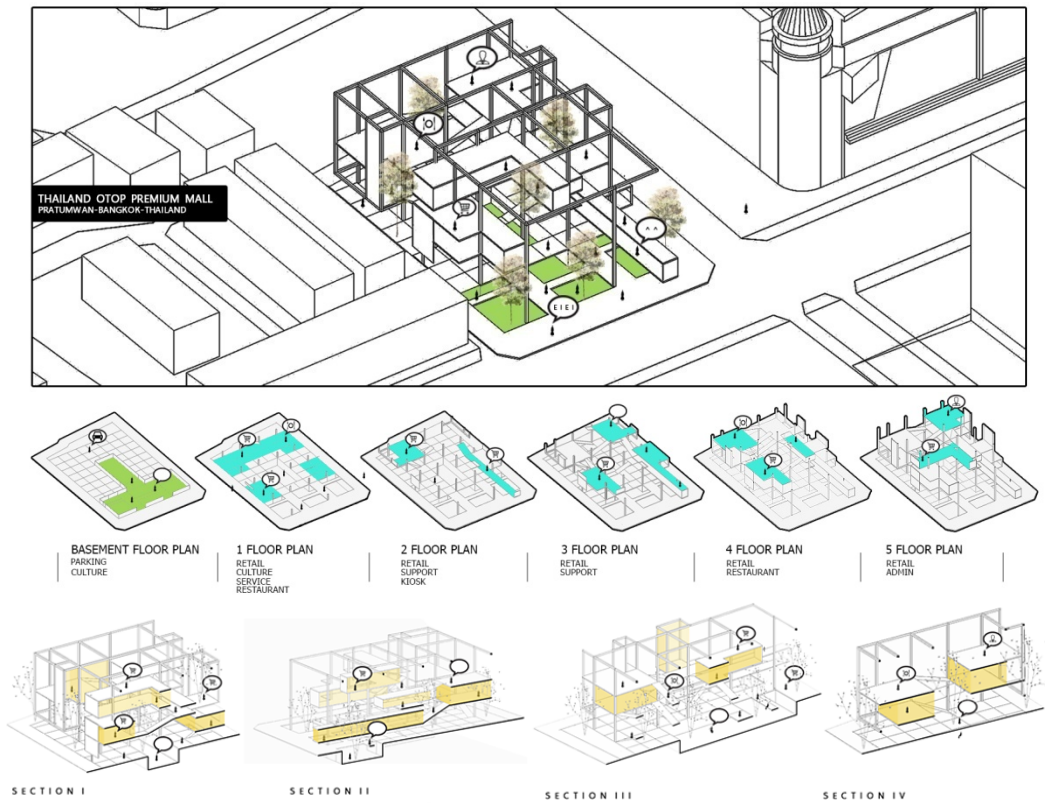 THAILAND OTOP PREMIUM MALL
PRATUMWAN-BANGKOK-THAILAND
^ ^
E I E I
BASEMENT FLOOR PLAN
PARKING
CULTURE
1 FLOOR PLAN
RETAIL
CULTURE
SERVICE
RESTAURANT
2 FLOOR PLAN
RETAIL
SUPPORT
KIOSK
3 FLOOR PLAN
RETAIL
SUPPORT
4 FLOOR PLAN
RETAIL
RESTAURANT
5 FLOOR PLAN
RETAIL
ADMIN
SECTION I
SECTION II
SECTION III
SECTION IV